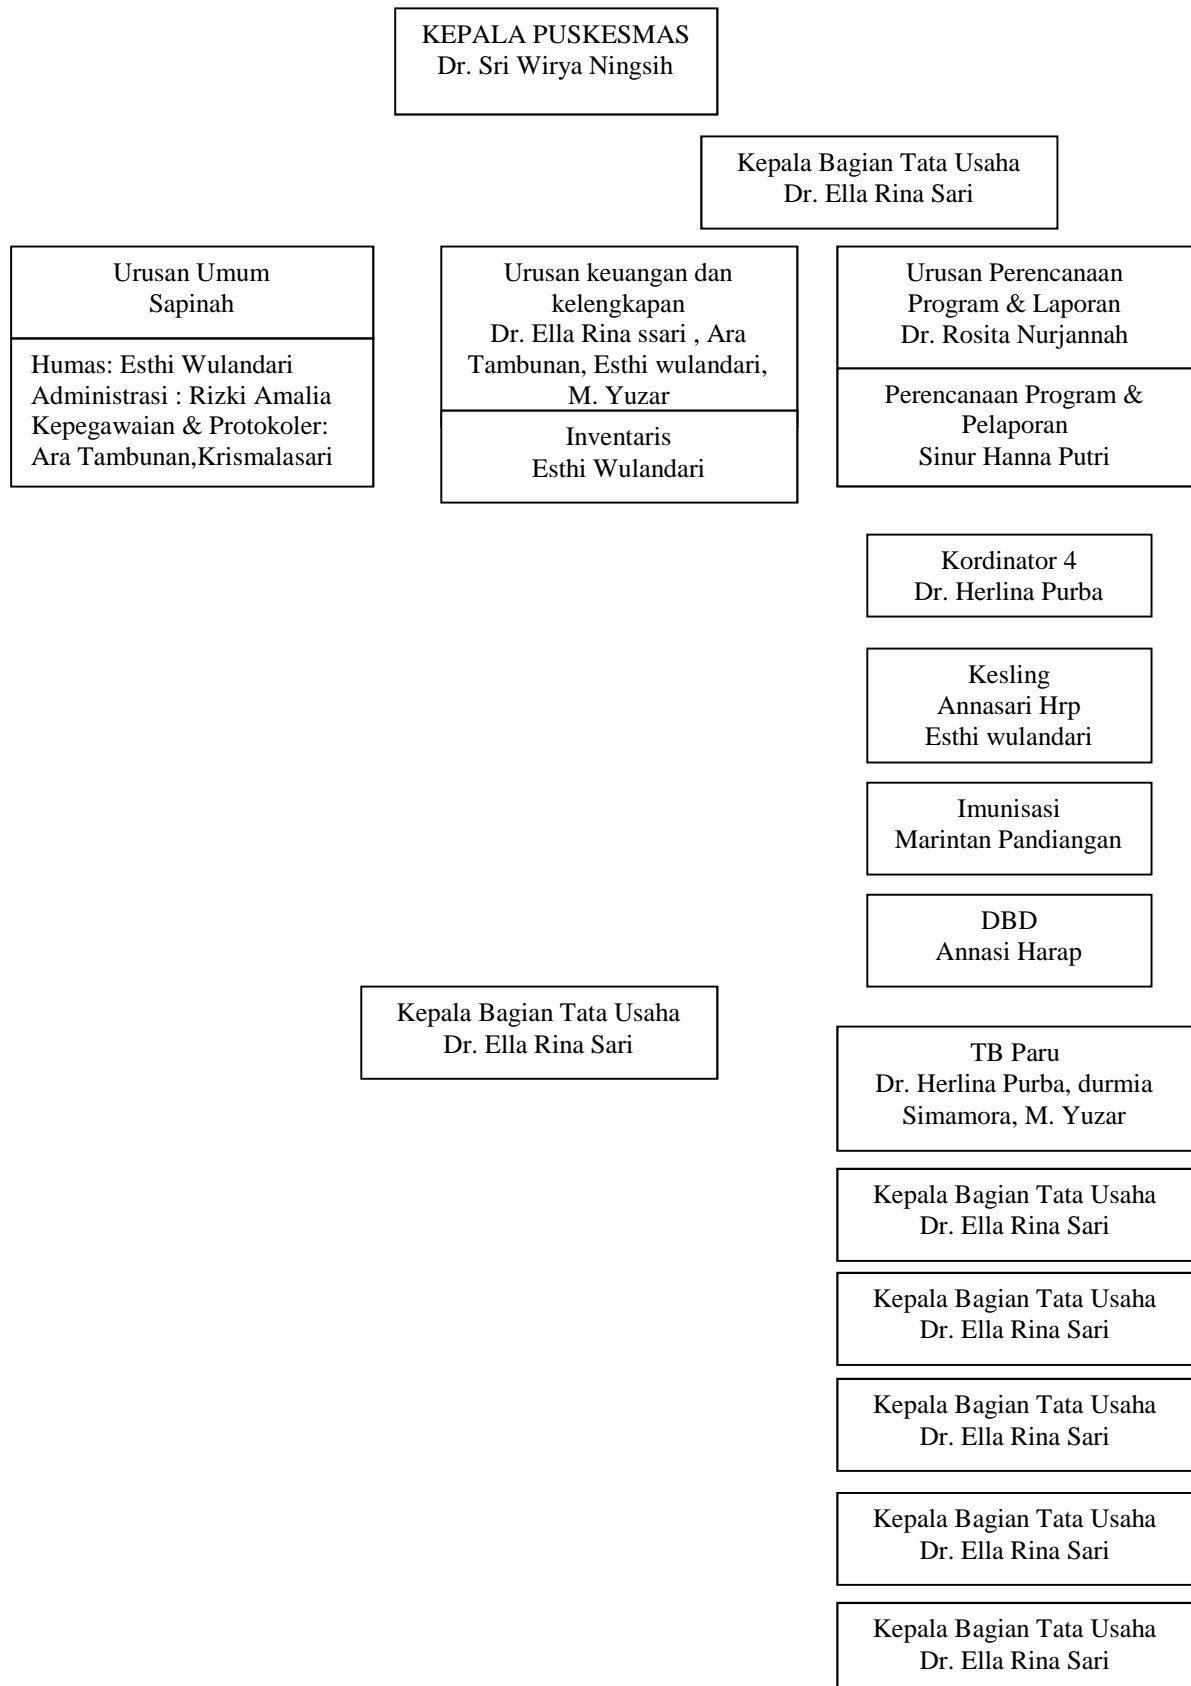 KEPALA PUSKESMAS
Dr. Sri Wirya Ningsih
Kepala Bagian Tata Usaha
Dr. Ella Rina Sari
Urusan Umum
Sapinah
Humas: Esthi Wulandari
Administrasi : Rizki Amalia
Kepegawaian & Protokoler:
Ara Tambunan,Krismalasari
Urusan keuangan dan
kelengkapan
Dr. Ella Rina ssari , Ara
Tambunan, Esthi wulandari,
M. Yuzar
Inventaris
Esthi Wulandari
Urusan Perencanaan
Program & Laporan
Dr. Rosita Nurjannah
Perencanaan Program &
Pelaporan
Sinur Hanna Putri
Kordinator 4
Dr. Herlina Purba
Kesling
Annasari Hrp
Esthi wulandari
Imunisasi
Marintan Pandiangan
DBD
Annasi Harap
Kepala Bagian Tata Usaha
Dr. Ella Rina Sari
TB Paru
Dr. Herlina Purba, durmia
Simamora, M. Yuzar
Kepala Bagian Tata Usaha
Dr. Ella Rina Sari
Kepala Bagian Tata Usaha
Dr. Ella Rina Sari
Kepala Bagian Tata Usaha
Dr. Ella Rina Sari
Kepala Bagian Tata Usaha
Dr. Ella Rina Sari
Kepala Bagian Tata Usaha
Dr. Ella Rina Sari